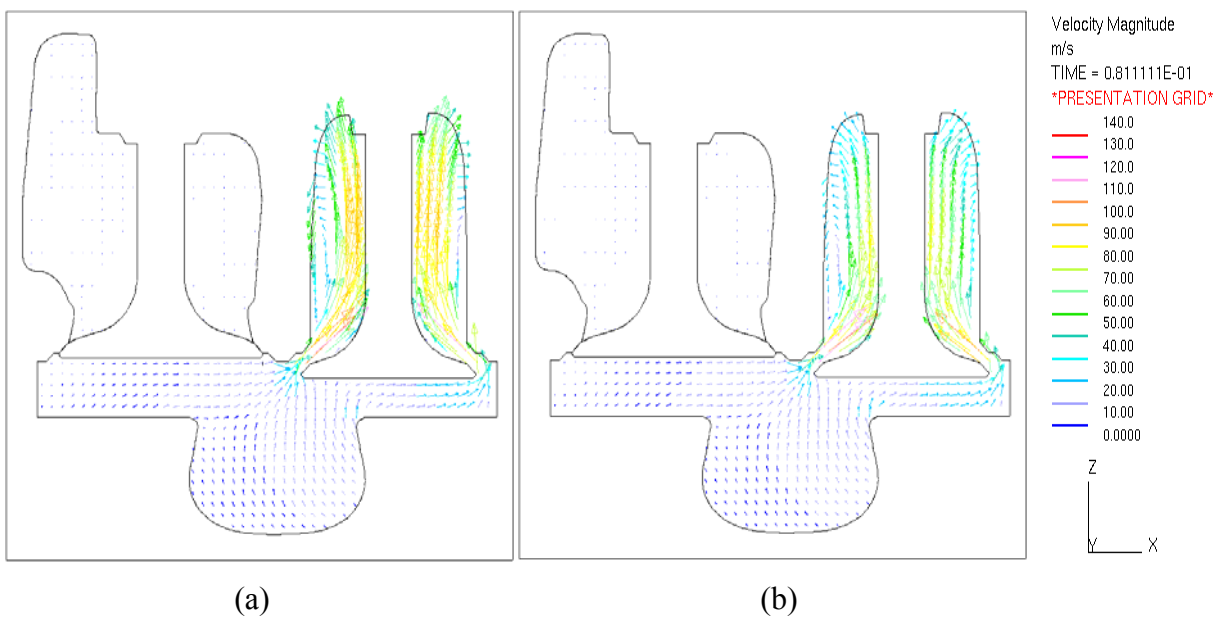 Velocity Magnitude
m/s
TIME = 0.811111E-01
*PRESENTATION GRID*
140.0
130.0
120.0
110.0
100.0
90.00
80.00
70.00
60.00
50.00
40.00
30.00
20.00
10.00
0.0000
Z
Y X
(a) (b)